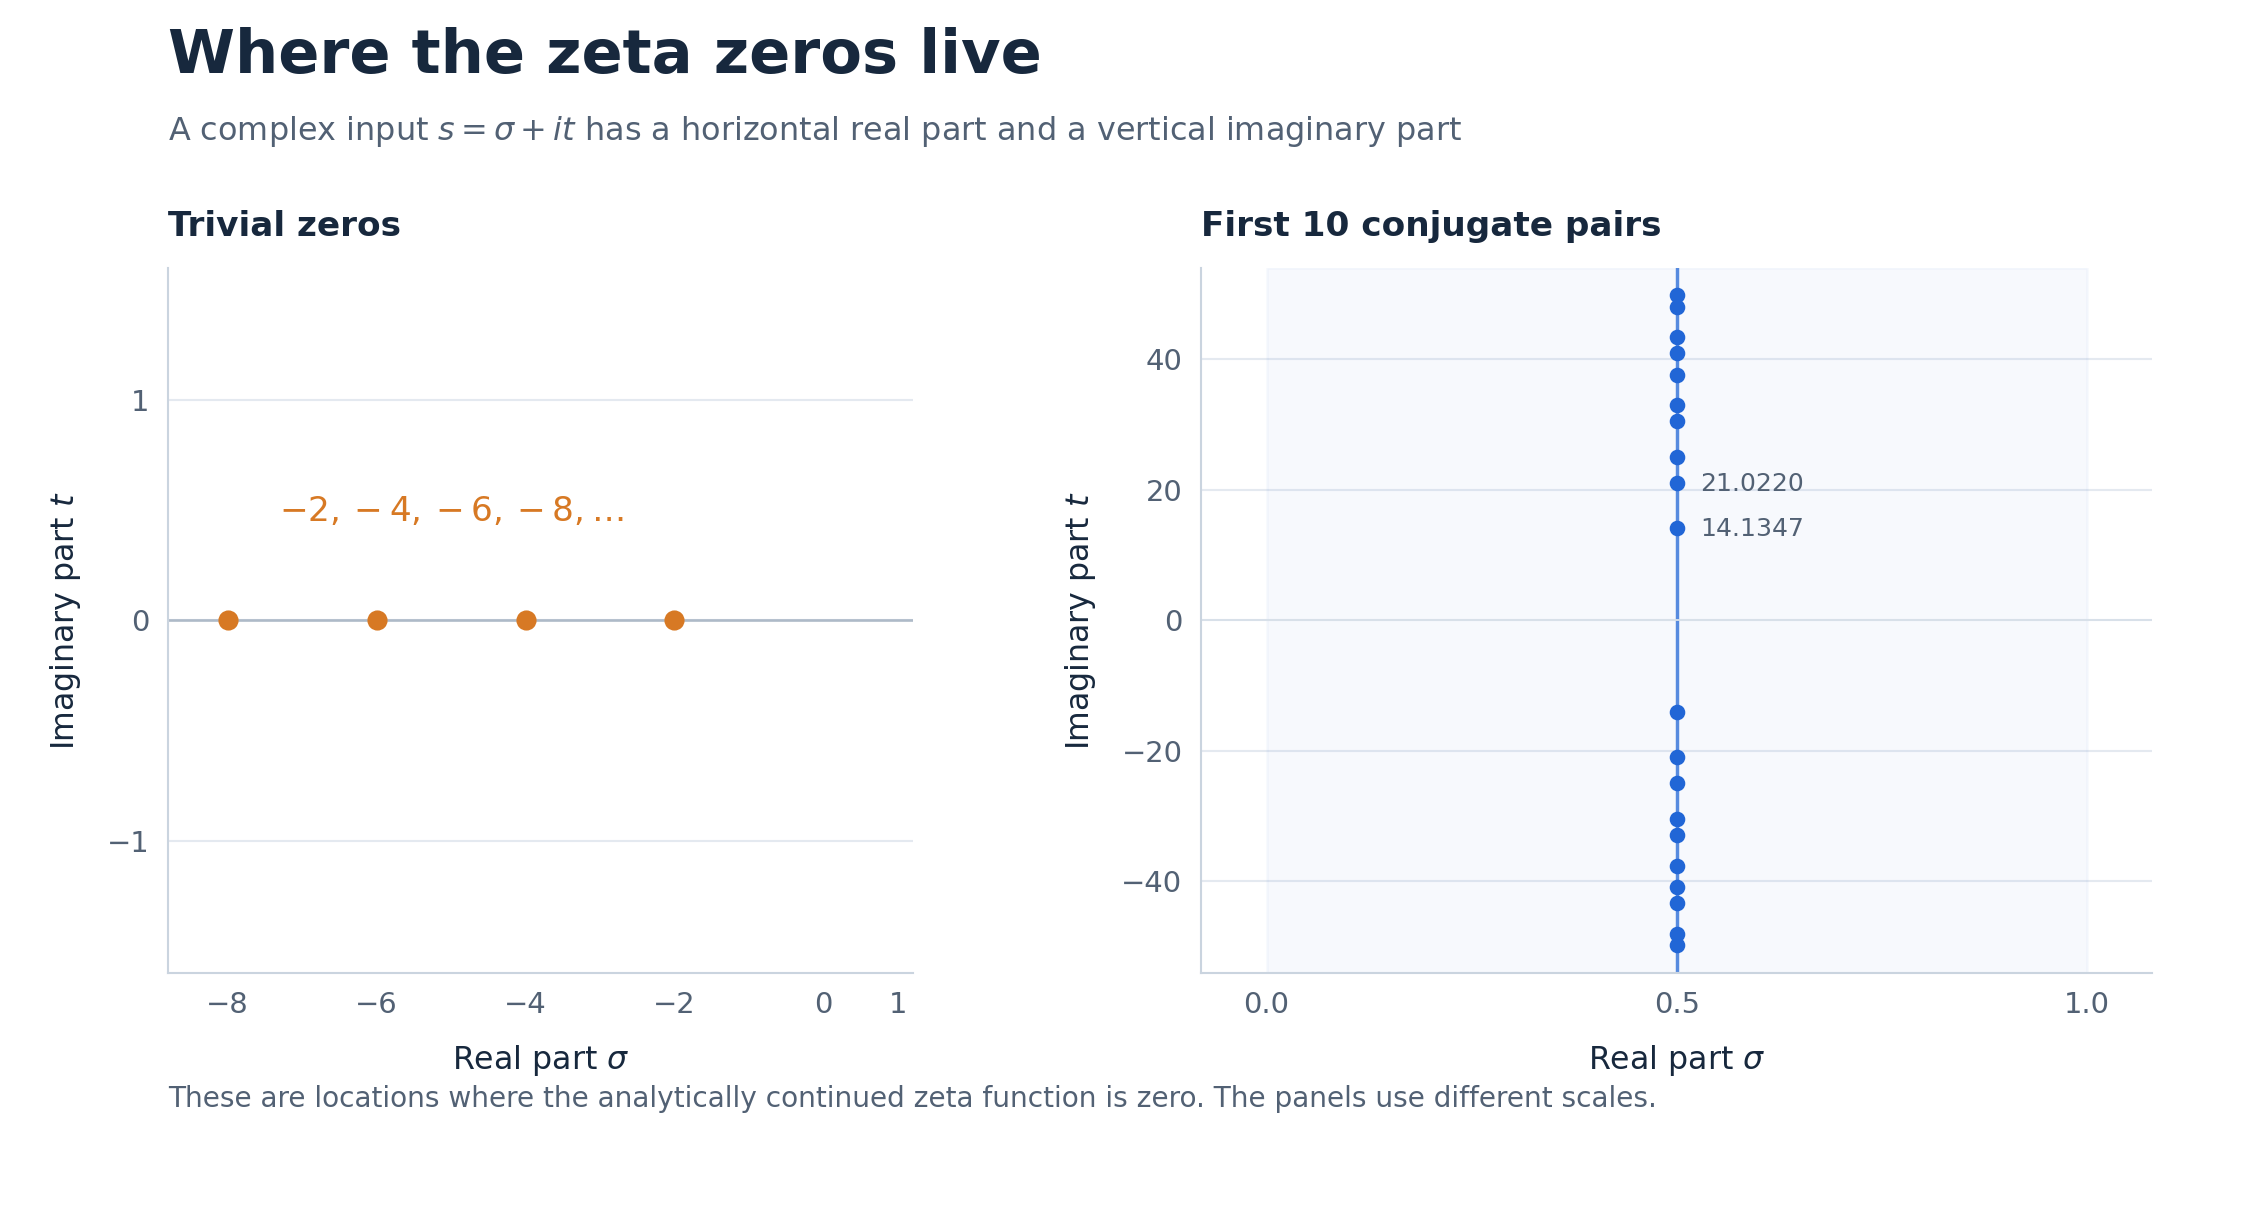 Where the zeta zeros live
A complex input s = σ + it has a horizontal real part and a vertical imaginary part
Trivial zeros
1
0
−1
Imaginary part t
−2, −4, −6, −8, …
−8 −6 −4 −2 0 1
Real part σ
First 10 conjugate pairs
40
20
0
−20
−40
Imaginary part t
21.0220
14.1347
0.0 0.5 1.0
Real part σ
These are locations where the analytically continued zeta function is zero. The panels use different scales.